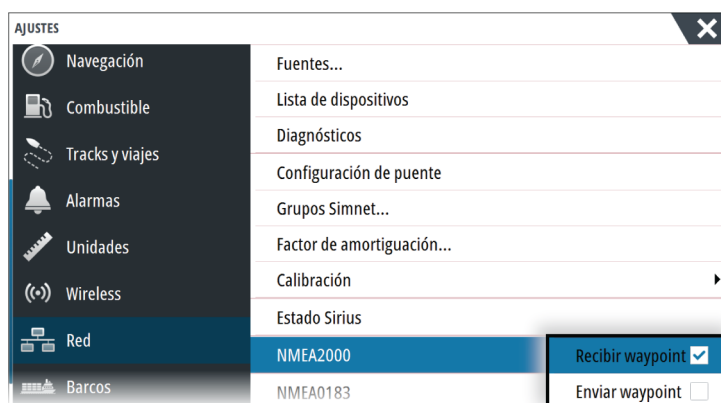 AJUSTES
Navegación
Combustible
Tracks y viajes
Alarmas
Unidades
Wireless
Red
Barcos
Fuentes...
Lista de dispositivos
Diagnósticos
Configuración de puente
Grupos Simnet...
Factor de amortiguación...
Calibración
Estado Sirius
NMEA2000
NMEA0183
Recibir waypoint
Enviar waypoint